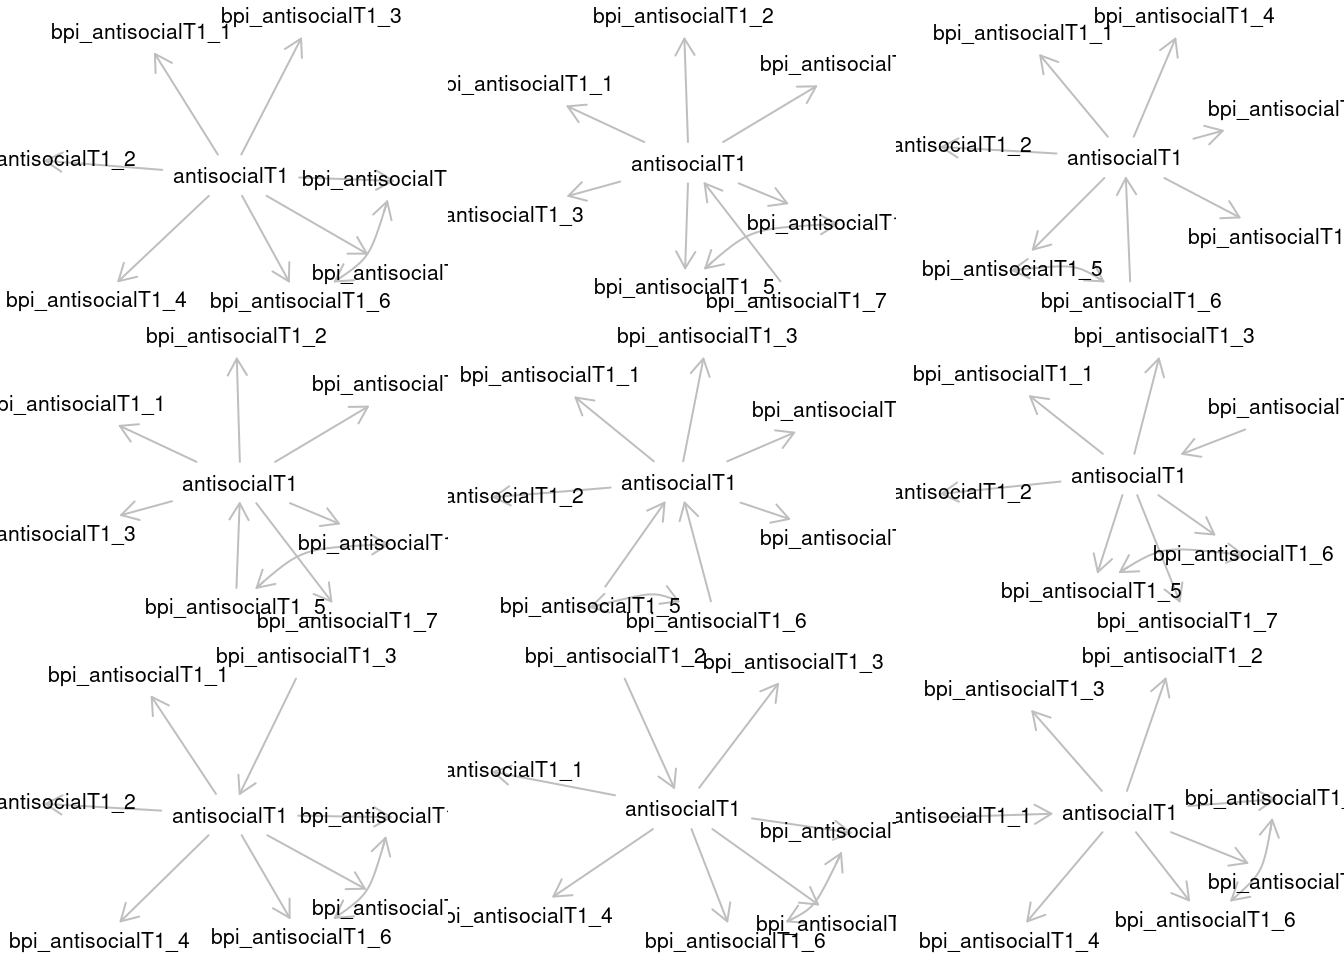 bpi_antisocialT1_1
bpi_antisocialT1_3
antisocialT1_2
antisocialT1
bpi_antisocialT
bpi_antisocialT
bpi_antisocialT1_4
bpi_antisocialT1_6
bpi_antisocialT1_2
bpi_antisocialT
bpi_antisocialT1_1
antisocialT1
antisocialT1_3
bpi_antisocialT
bpi_antisocialT1_5
bpi_antisocialT1_7
bpi_antisocialT1_4
bpi_antisocialT1_1
bpi_antisocialT
antisocialT1_2
antisocialT1
bpi_antisocialT1
bpi_antisocialT1_5
bpi_antisocialT1_6
bpi_antisocialT1_2
bpi_antisocialT
bpi_antisocialT1_1
antisocialT1
antisocialT1_3
bpi_antisocialT
bpi_antisocialT1_5
bpi_antisocialT1_7
bpi_antisocialT1_3
bpi_antisocialT1_1
bpi_antisocialT
antisocialT1
antisocialT1_2
bpi_antisocialT
bpi_antisocialT1_5
bpi_antisocialT1_6
bpi_antisocialT1_3
bpi_antisocialT1_1
bpi_antisocialT
antisocialT1
antisocialT1_2
bpi_antisocialT1_6
bpi_antisocialT1_5
bpi_antisocialT1_7
bpi_antisocialT1_3
bpi_antisocialT1_1
antisocialT1_2
antisocialT1
bpi_antisocialT
bpi_antisocialT
bpi_antisocialT1_4
bpi_antisocialT1_6
bpi_antisocialT1_2
bpi_antisocialT1_3
antisocialT1_1
antisocialT1
bpi_antisocialT
bpi_antisocialT1_4
bpi_antisocialT
bpi_antisocialT1_6
bpi_antisocialT1_2
bpi_antisocialT1_3
bpi_antisocialT1_
antisocialT1_1
antisocialT1
bpi_antisocialT
bpi_antisocialT1_6
bpi_antisocialT1_4